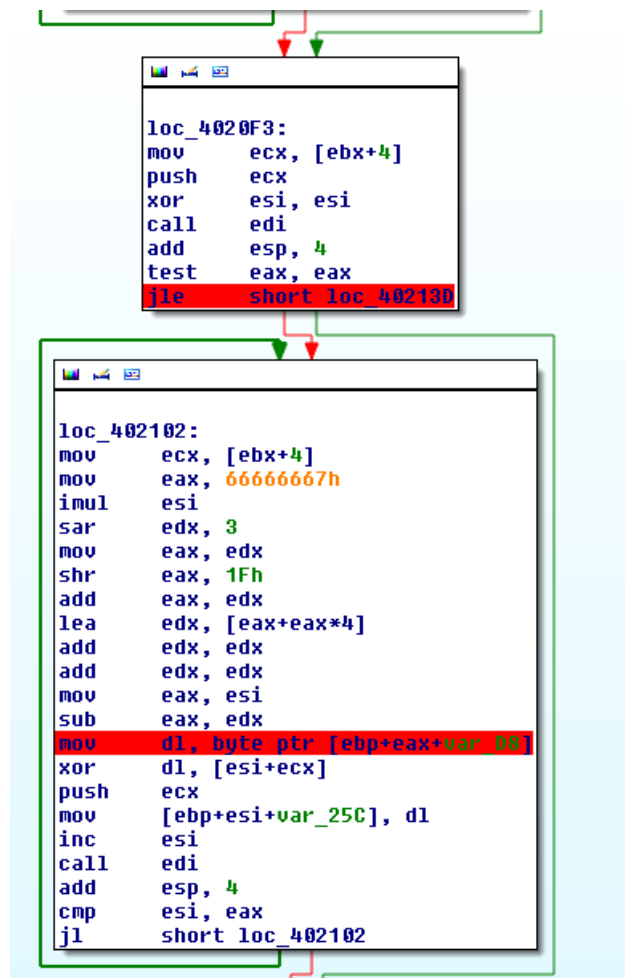 loc_4020F3:
mov ecx, [ebx+4]
push ecx
xor esi, esi
call edi
add esp, 4
test eax, eax
jle short loc_40213D
loc_402102:
mov ecx, [ebx+4]
mov eax, 66666667h
imul esi
sar edx, 3
mov eax, edx
shr eax, 1Fh
add eax, edx
lea edx, [eax+eax*4]
add edx, edx
add edx, edx
mov eax, esi
sub eax, edx
mov dl, byte ptr [ebp+eax+var_D8]
xor dl, [esi+ecx]
push ecx
mov [ebp+esi+var_25C], dl
inc esi
call edi
add esp, 4
cmp esi, eax
jl short loc_402102